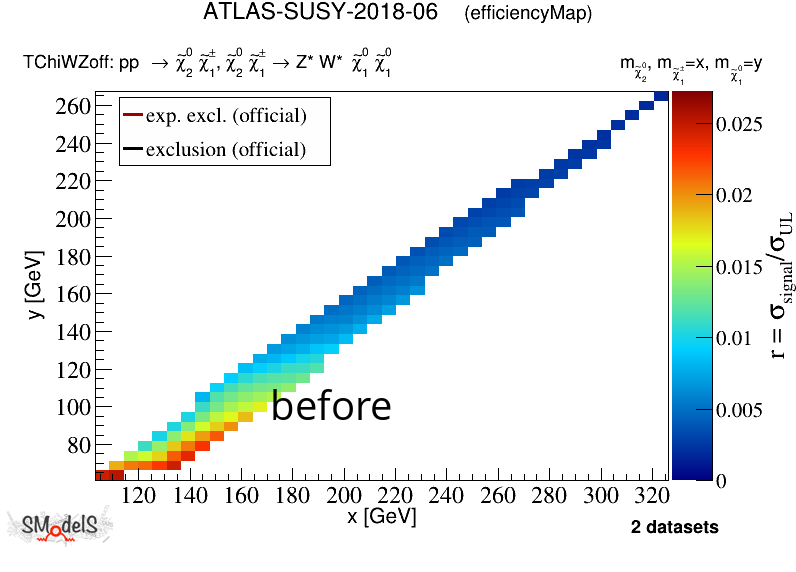 ATLAS-SUSY-2018-06 (efficiencyMap)
TChiWZoff: pp → χ̃⁰₂ χ̃±₁, χ̃⁰₂ χ̃±₁ → Z* W* χ̃⁰₁ χ̃⁰₁
m_χ̃⁰₂, m_χ̃±₁=x, m_χ̃⁰₁=y
exp. excl. (official)
exclusion (official)
260
240
220
200
180
160
140
120
100
80
y [GeV]
before
120 140 160 180 200 220 240 260 280 300 320
x [GeV]
0.025
0.02
0.015
0.01
0.005
0
r = σ_signal/σ_UL
SModelS
2 datasets